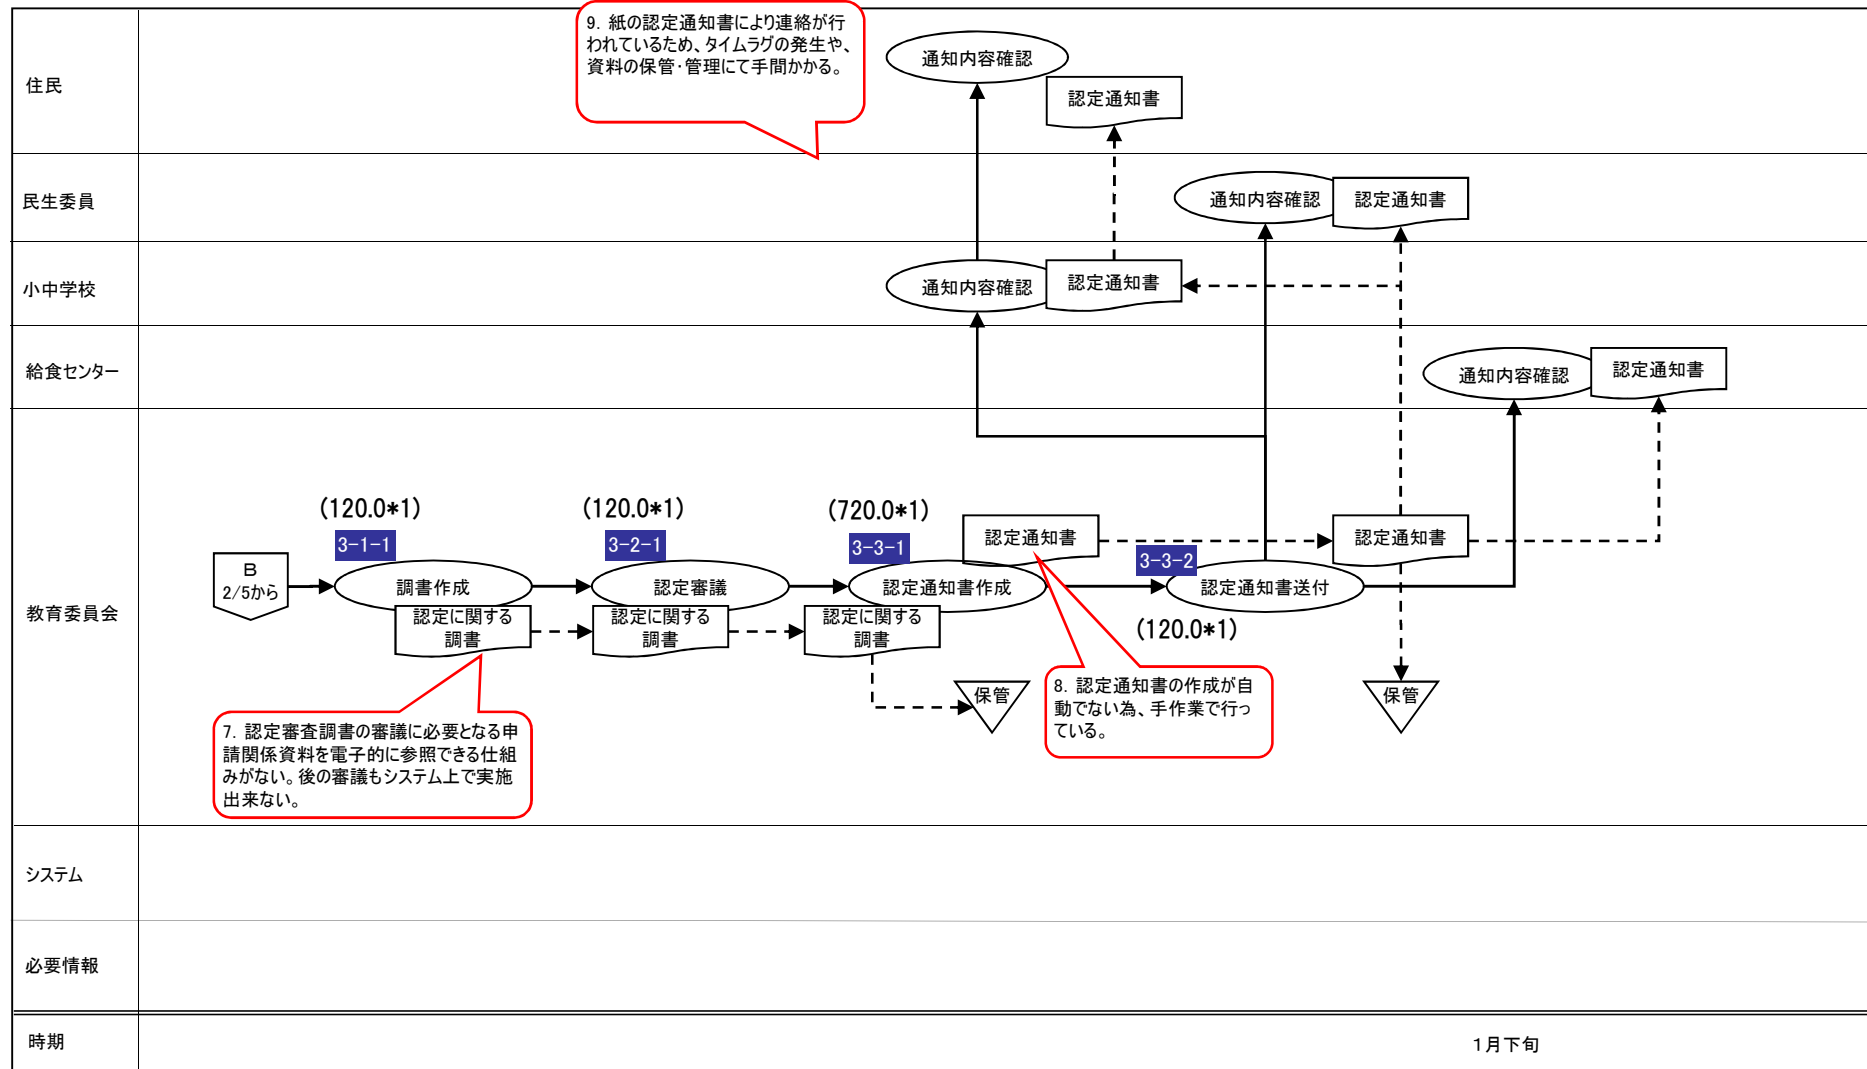 9. 紙の認定通知書により連絡が行
われているため、タイムラグの発生や、
資料の保管・管理にて手間かかる。
住民
通知内容確認
認定通知書
民生委員
通知内容確認
認定通知書
小中学校
通知内容確認
認定通知書
給食センター
通知内容確認
認定通知書
教育委員会
(120.0*1)
3-1-1
(120.0*1)
3-2-1
(720.0*1)
3-3-1
認定通知書
認定通知書
3-3-2
B
2/5から
調書作成
認定審議
認定通知書作成
認定通知書送付
(120.0*1)
認定に関する
調書
認定に関する
調書
認定に関する
調書
保管
保管
7. 認定審査調書の審議に必要となる申
請関係資料を電子的に参照できる仕組
みがない。後の審議もシステム上で実施
出来ない。
8. 認定通知書の作成が自
動でない為、手作業で行っ
ている。
システム
必要情報
時期
1月下旬